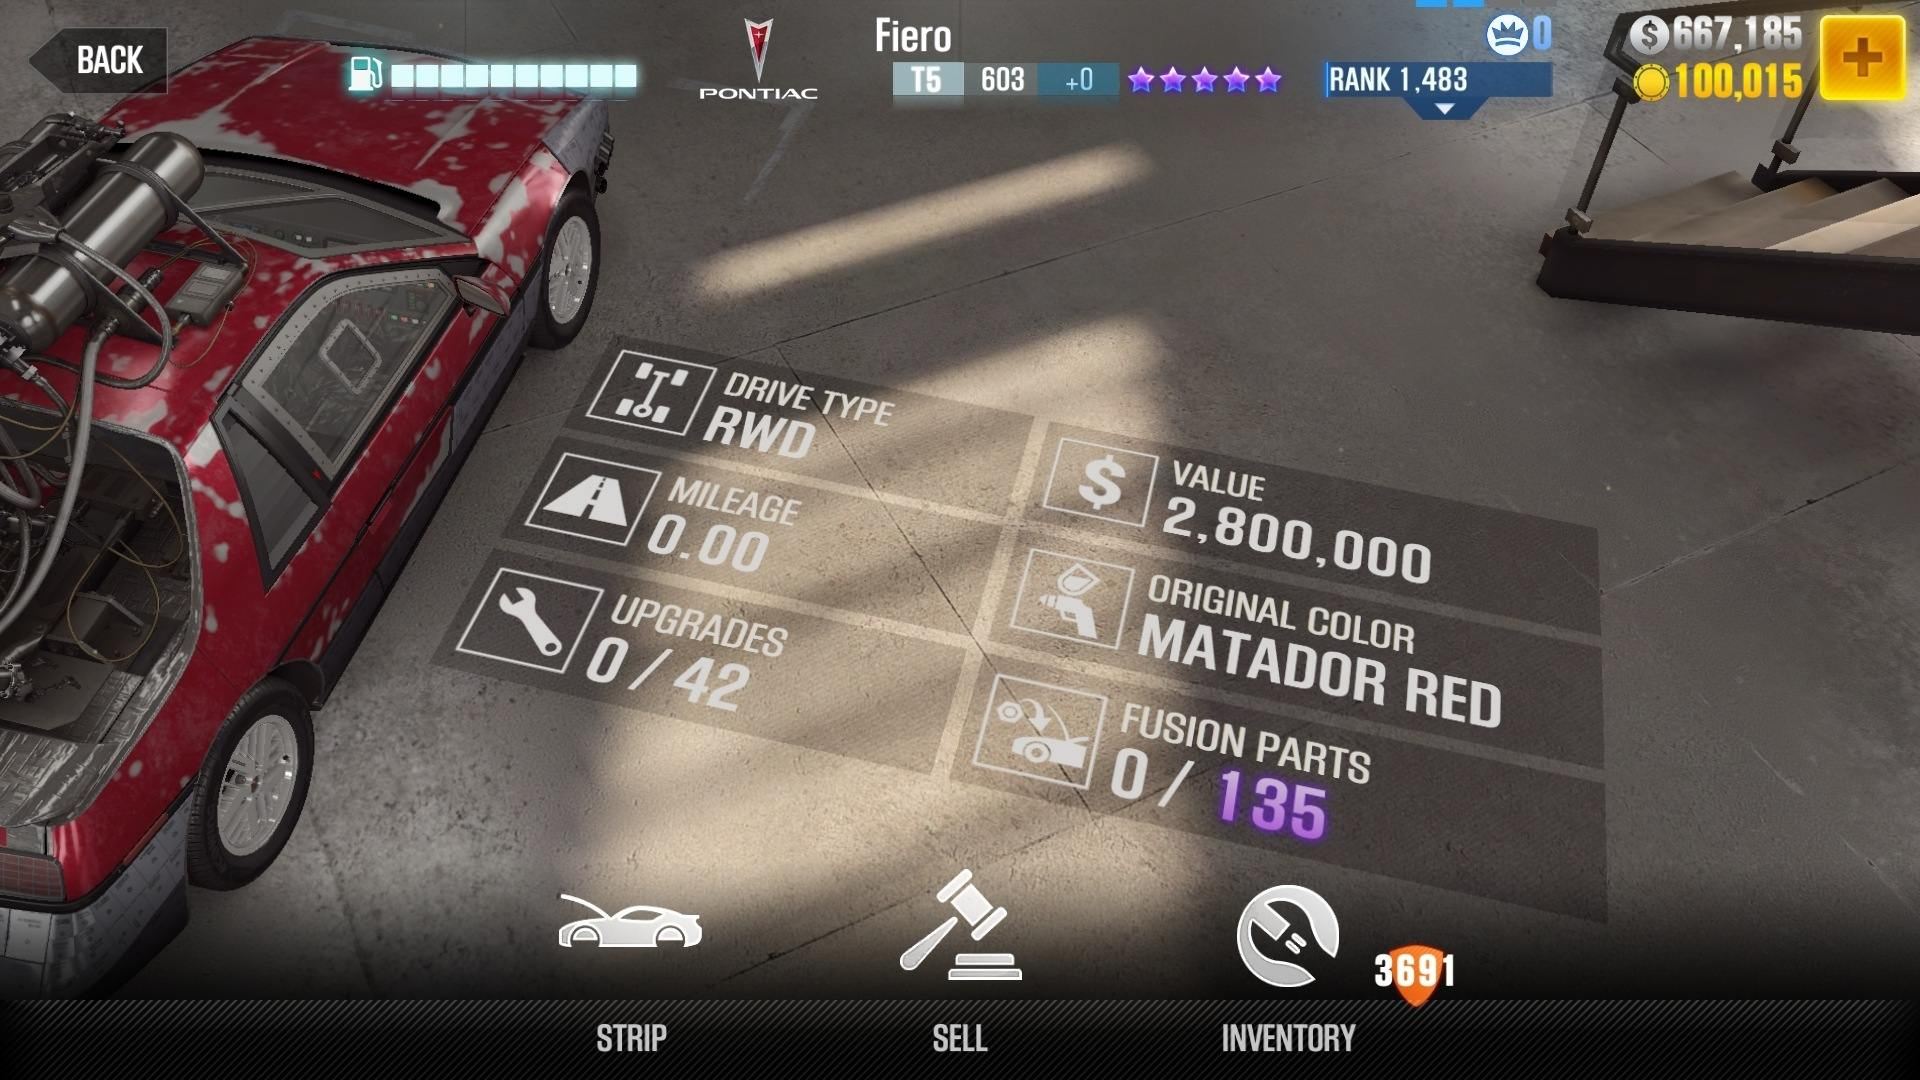 BACK
PONTIAC
Fiero
T5 603 +0
RANK 1,483
0
667,185
100,015
DRIVE TYPE
RWD
MILEAGE
0.00
UPGRADES
0 / 42
VALUE
2,800,000
ORIGINAL COLOR
MATADOR RED
FUSION PARTS
0 / 135
3691
STRIP
SELL
INVENTORY